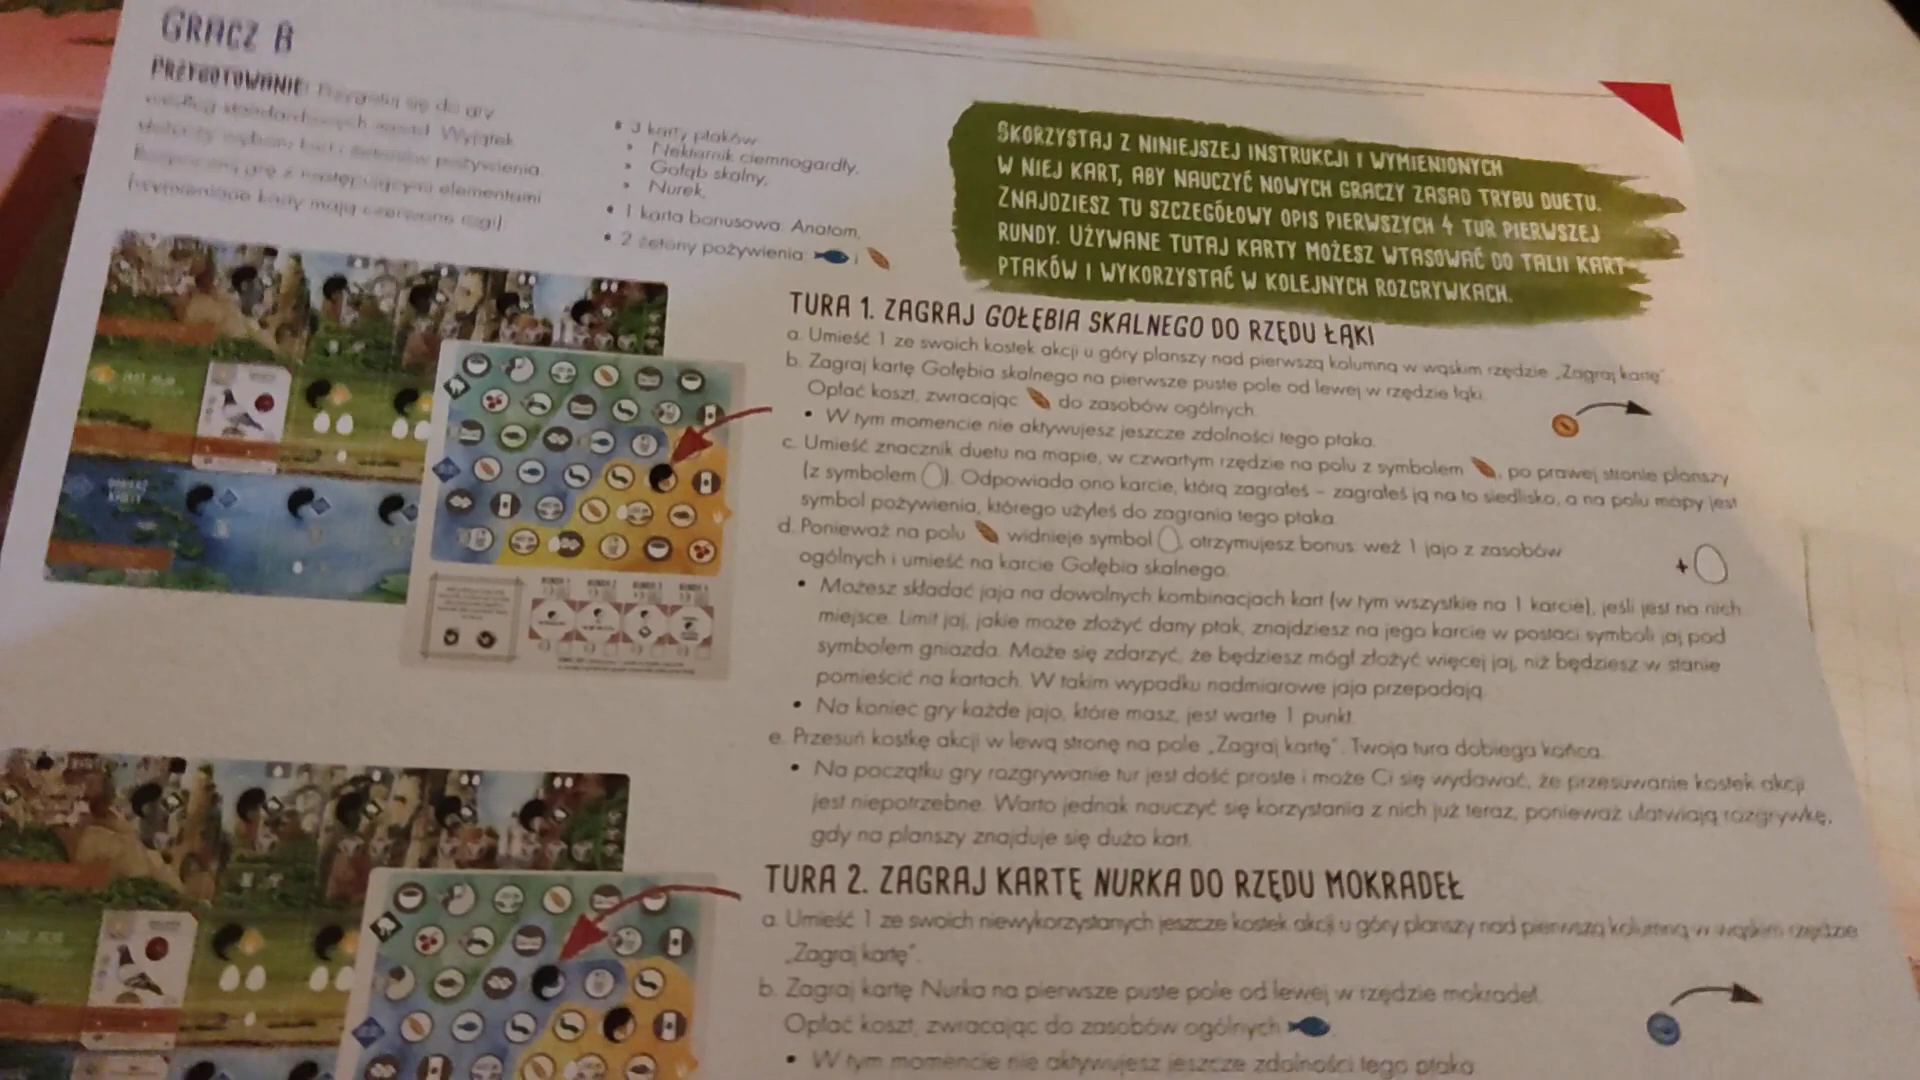 GRACZ B
PRZYGOTOWANIE: Przygotuj się do gry
według standardowych zasad. Wyjątek
pożywienia.
elementami
(wymienione karty mają czerwone rogi):
• 3 karty ptaków:
» Nektarnik ciemnogardły,
» Gołąb skalny,
» Nurek,
• 1 karta bonusowa: Anatom,
• 2 żetony pożywienia: i
SKORZYSTAJ Z NINIEJSZEJ INSTRUKCJI I WYMIENIONYCH
W NIEJ KART, ABY NAUCZYĆ NOWYCH GRACZY ZASAD TRYBU DUETU.
ZNAJDZIESZ TU SZCZEGÓŁOWY OPIS PIERWSZYCH 4 TUR PIERWSZEJ
RUNDY. UŻYWANE TUTAJ KARTY MOŻESZ WTASOWAĆ DO TALII KART
PTAKÓW I WYKORZYSTAĆ W KOLEJNYCH ROZGRYWKACH.
TURA 1. ZAGRAJ GOŁĘBIA SKALNEGO DO RZĘDU ŁĄKI
a. Umieść 1 ze swoich kostek akcji u góry planszy nad pierwszą kolumną w wąskim rzędzie „Zagraj kartę”.
b. Zagraj kartę Gołębia skalnego na pierwsze puste pole od lewej w rzędzie łąki.
Opłać koszt, zwracając do zasobów ogólnych.
• W tym momencie nie aktywujesz jeszcze zdolności tego ptaka.
c. Umieść znacznik duetu na mapie, w czwartym rzędzie na polu z symbolem , po prawej stronie planszy
(z symbolem ). Odpowiada ono karcie, którą zagrałeś – zagrałeś ją na to siedlisko, a na polu mapy jest
symbol pożywienia, którego użyłeś do zagrania tego ptaka.
d. Ponieważ na polu widnieje symbol , otrzymujesz bonus: weź 1 jajo z zasobów
ogólnych i umieść na karcie Gołębia skalnego.
+
• Możesz składać jaja na dowolnych kombinacjach kart (w tym wszystkie na 1 karcie), jeśli jest na nich
miejsce. Limit jaj, jakie może złożyć dany ptak, znajdziesz na jego karcie w postaci symboli jaj pod
symbolem gniazda. Może się zdarzyć, że będziesz mógł złożyć więcej jaj, niż będziesz w stanie
pomieścić na kartach. W takim wypadku nadmiarowe jaja przepadają.
• Na koniec gry każde jajo, które masz, jest warte 1 punkt.
e. Przesuń kostkę akcji w lewą stronę na pole „Zagraj kartę”. Twoja tura dobiega końca.
• Na początku gry rozgrywanie tur jest dość proste i może Ci się wydawać, że przesuwanie kostek akcji
jest niepotrzebne. Warto jednak nauczyć się korzystania z nich już teraz, ponieważ ułatwiają rozgrywkę,
gdy na planszy znajduje się dużo kart.
TURA 2. ZAGRAJ KARTĘ NURKA DO RZĘDU MOKRADEŁ
a. Umieść 1 ze swoich niewykorzystanych jeszcze kostek akcji u góry planszy nad pierwszą kolumną w wąskim rzędzie
„Zagraj kartę”.
b. Zagraj kartę Nurka na pierwsze puste pole od lewej w rzędzie mokradeł.
Opłać koszt, zwracając do zasobów ogólnych
• W tym momencie nie aktywujesz jeszcze zdolności tego ptaka.